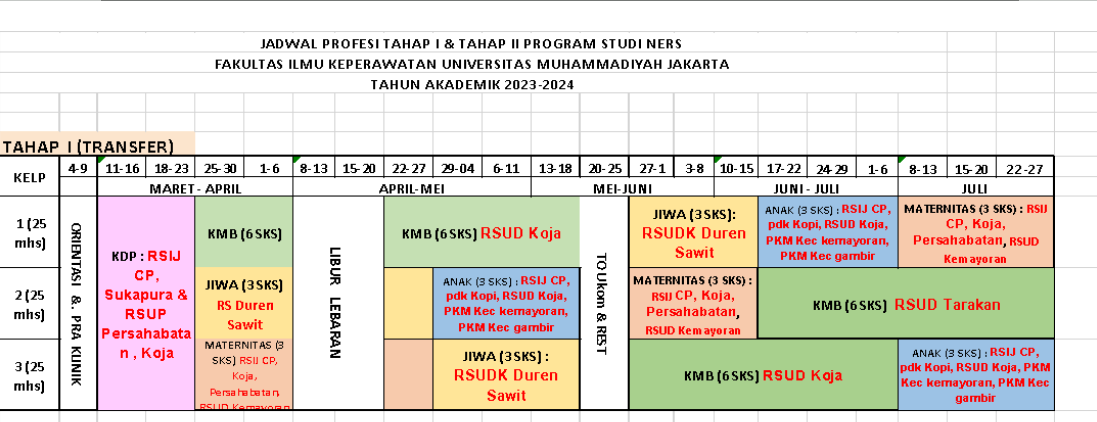 JADWAL PROFESI TAHAP I & TAHAP II PROGRAM STUDI NERS
FAKULTAS ILMU KEPERAWATAN UNIVERSITAS MUHAMMADIYAH JAKARTA
TAHUN AKADEMIK 2023-2024
TAHAP I (TRANSFER)
KELP 4-9 11-16 18-23 25-30 1-6 8-13 15-20 22-27 29-04 6-11 13-18 20-25 27-1 3-8 10-15 17-22 24-29 1-6 8-13 15-20 22-27
MARET - APRIL APRIL-MEI MEI-JUNI JUNI - JULI JULI
ORIENTASI &. PRA KLINIK
KDP : RSIJ
CP,
Sukapura &
RSUP
Persahabata
n , Koja
LIBUR LEBARAN
TO Ukom & REST
1 (25
mhs)
KMB (6 SKS)
KMB (6 SKS) RSUD Koja
JIWA (3 SKS):
RSUDK Duren
Sawit
ANAK (3 SKS) : RSIJ CP,
pdk Kopi, RSUD Koja,
PKM Kec kemayoran,
PKM Kec gambir
MATERNITAS (3 SKS) : RSIJ
CP, Koja,
Persahabatan, RSUD
Kemayoran
2 (25
mhs)
JIWA (3 SKS)
RS Duren
Sawit
ANAK (3 SKS) : RSIJ CP,
pdk Kopi, RSUD Koja,
PKM Kec kemayoran,
PKM Kec gambir
MATERNITAS (3 SKS) :
RSIJ CP, Koja,
Persahabatan,
RSUD Kemayoran
KMB (6 SKS) RSUD Tarakan
3 (25
mhs)
MATERNITAS (3
SKS) RSIJ CP,
Koja,
Persahabatan,
RSUD Kemayoran
JIWA (3 SKS) :
RSUDK Duren
Sawit
KMB (6 SKS) RSUD Koja
ANAK (3 SKS) : RSIJ CP,
pdk Kopi, RSUD Koja, PKM
Kec kemayoran, PKM Kec
gambir